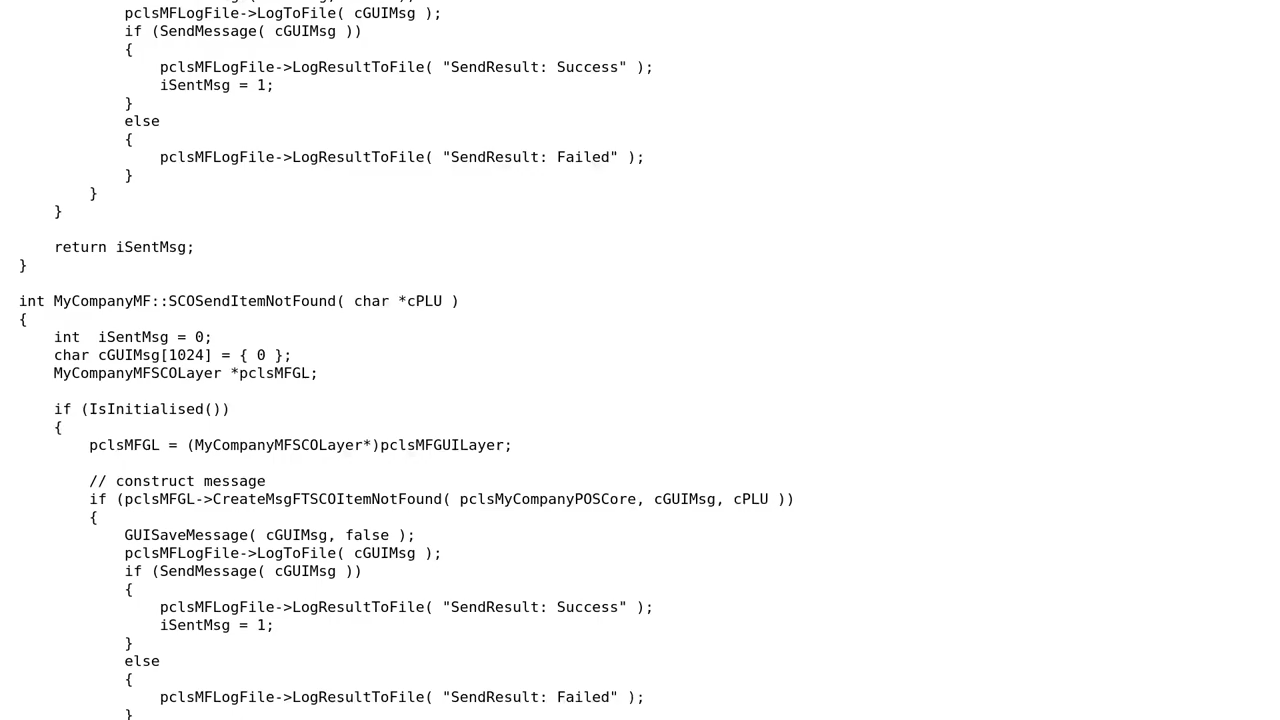 pclsMFLogFile->LogToFile( cGUIMsg );
            if (SendMessage( cGUIMsg ))
            {
                pclsMFLogFile->LogResultToFile( "SendResult: Success" );
                iSentMsg = 1;
            }
            else
            {
                pclsMFLogFile->LogResultToFile( "SendResult: Failed" );
            }
        }
    }

    return iSentMsg;
}

int MyCompanyMF::SCOSendItemNotFound( char *cPLU )
{
    int  iSentMsg = 0;
    char cGUIMsg[1024] = { 0 };
    MyCompanyMFSCOLayer *pclsMFGL;

    if (IsInitialised())
    {
        pclsMFGL = (MyCompanyMFSCOLayer*)pclsMFGUILayer;

        // construct message
        if (pclsMFGL->CreateMsgFTSCOItemNotFound( pclsMyCompanyPOSCore, cGUIMsg, cPLU ))
        {
            GUISaveMessage( cGUIMsg, false );
            pclsMFLogFile->LogToFile( cGUIMsg );
            if (SendMessage( cGUIMsg ))
            {
                pclsMFLogFile->LogResultToFile( "SendResult: Success" );
                iSentMsg = 1;
            }
            else
            {
                pclsMFLogFile->LogResultToFile( "SendResult: Failed" );
            }